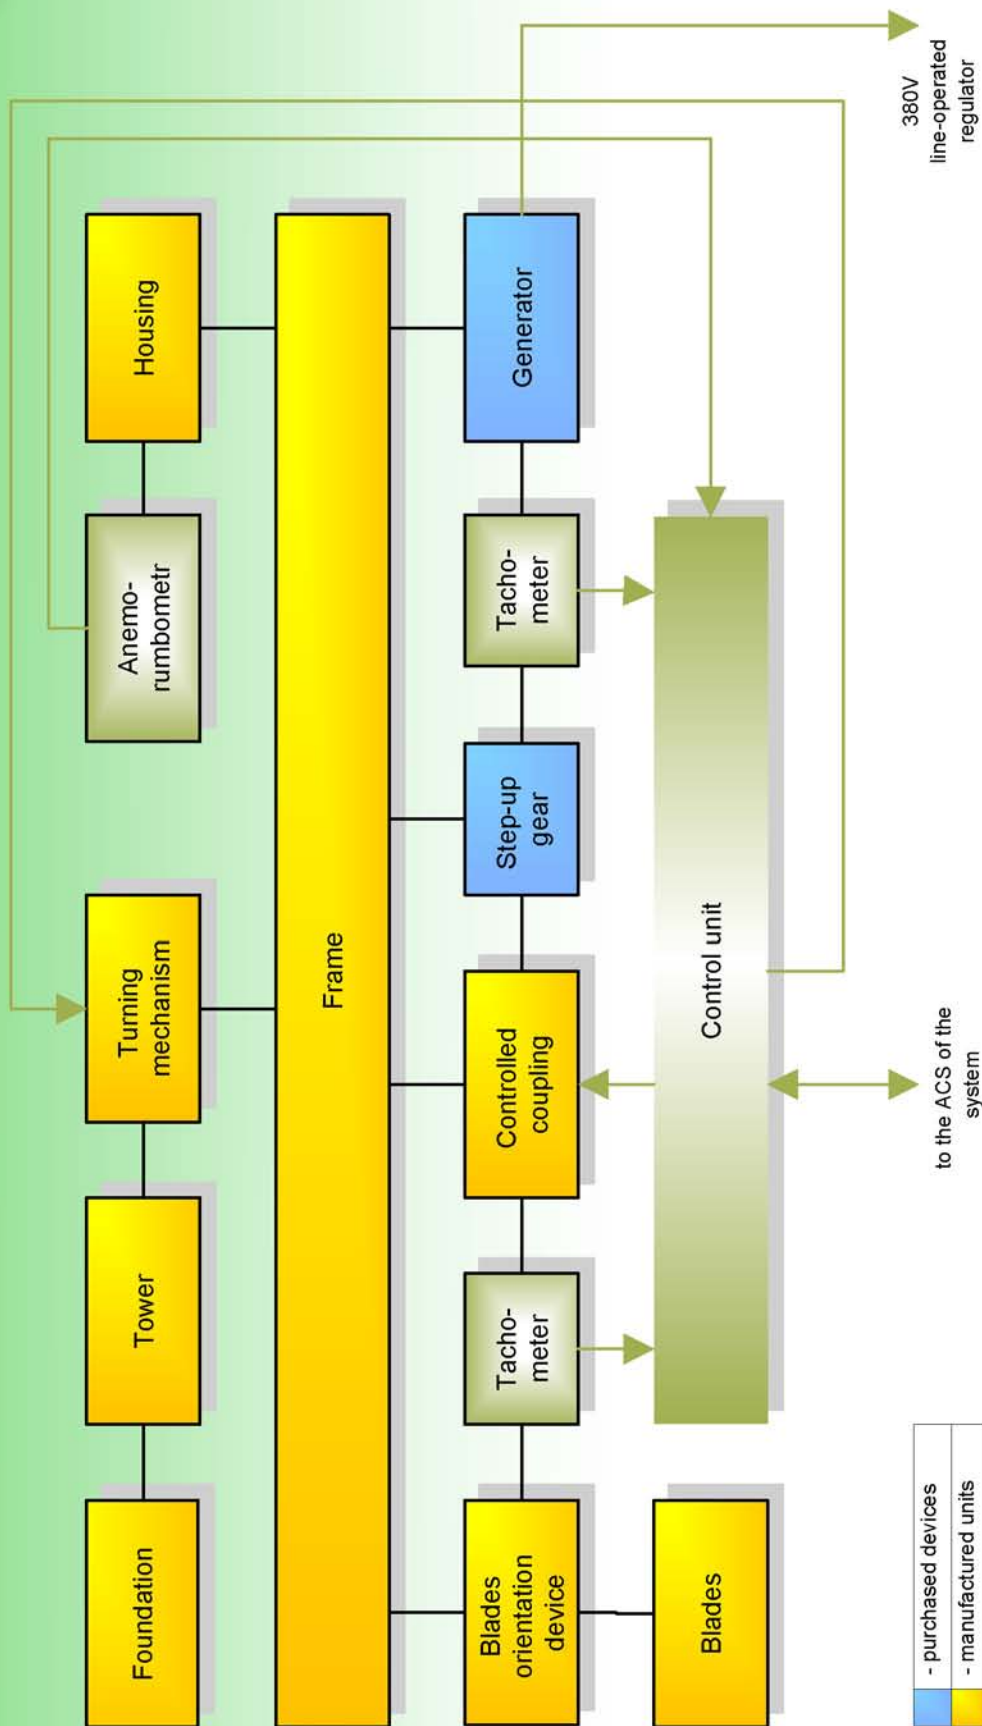 Foundation
Tower
Turning
mechanism
Anemo-
rumbometr
Housing
Frame
Blades
orientation
device
Tacho-
meter
Controlled
coupling
Step-up
gear
Tacho-
meter
Generator
Blades
Control unit
- purchased devices
- manufactured units
to the ACS of the
system
380V
line-operated
regulator